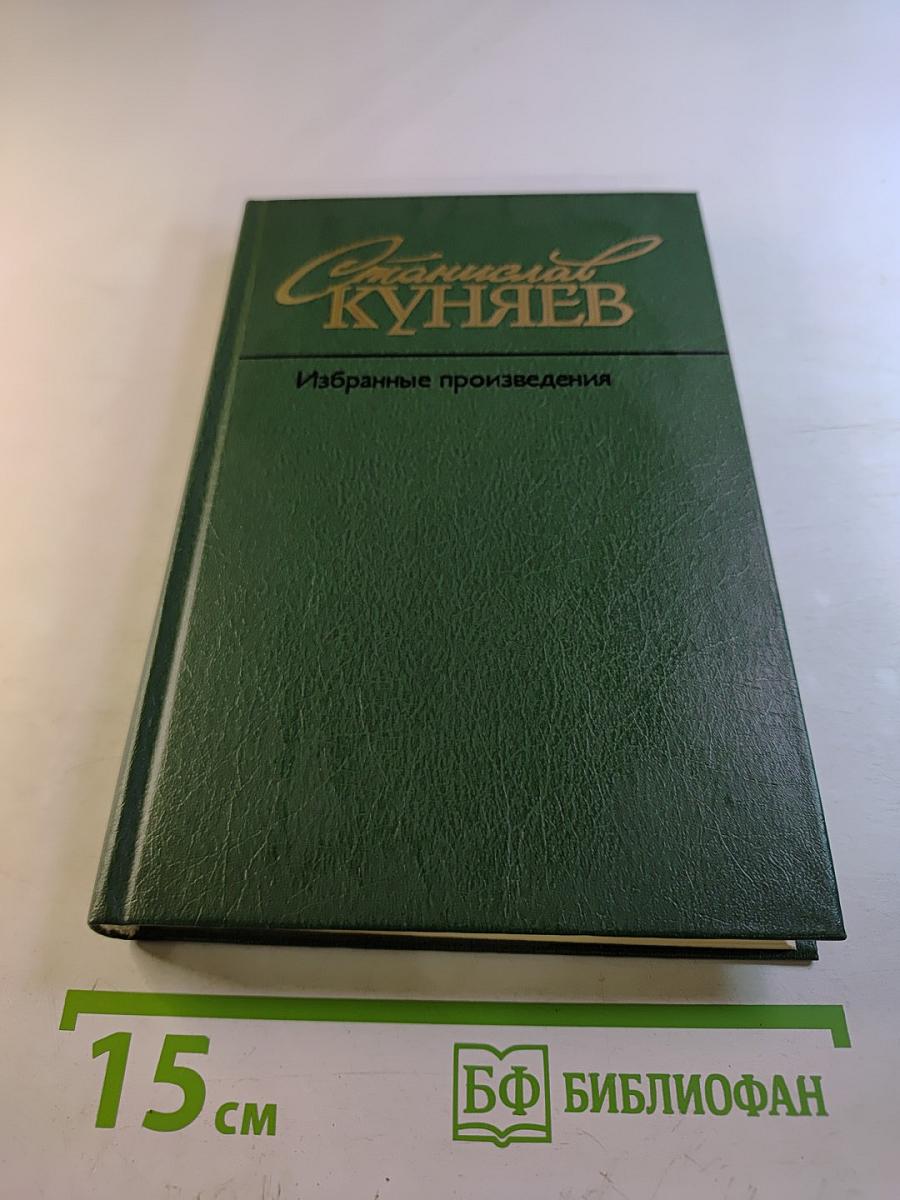 Станислав
КУНЯЕВ
Избранные произведения
15 см
БФ БИБЛИОФАН